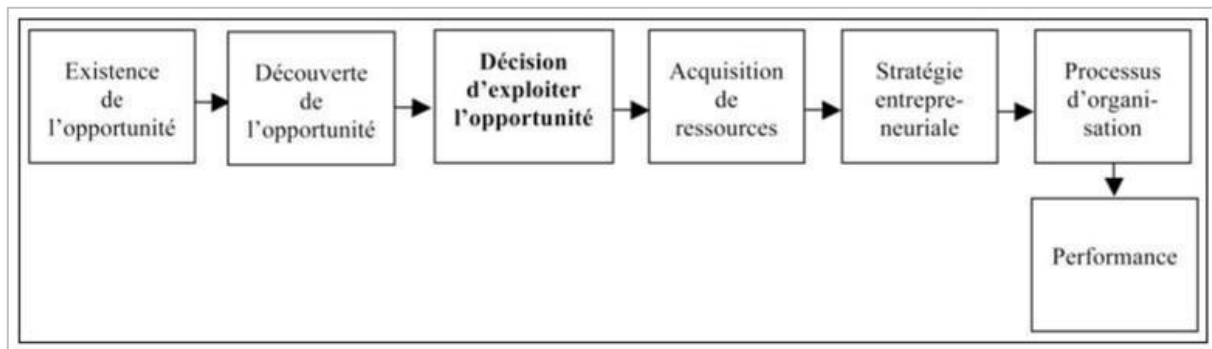 Existence
de
l’opportunité
Découverte
de
l’opportunité
Décision
d’exploiter
l’opportunité
Acquisition
de
ressources
Stratégie
entrepre-
neuriale
Processus
d’organi-
sation
Performance